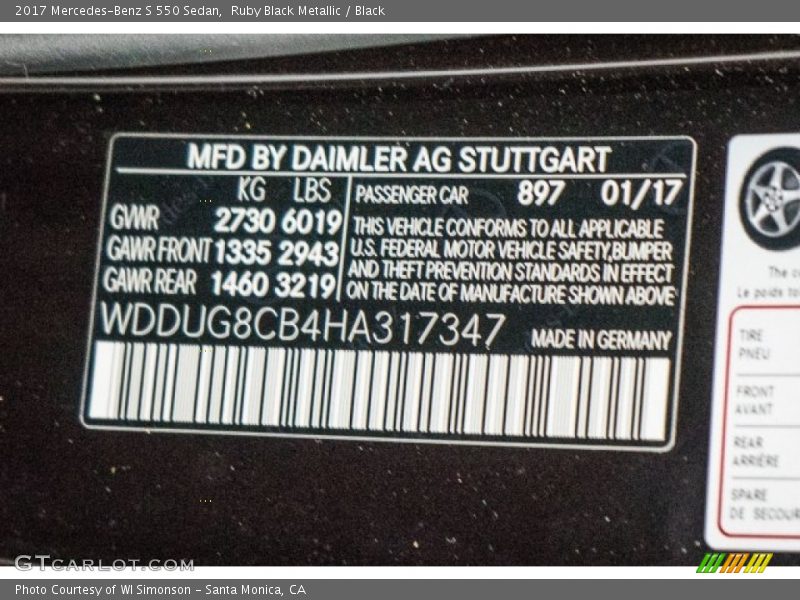 2017 Mercedes-Benz S 550 Sedan,  Ruby Black Metallic / Black
MFD BY DAIMLER AG STUTTGART
KG LBS
GVWR 2730 6019
GAWR FRONT 1335 2943
GAWR REAR 1460 3219
PASSENGER CAR 897 01/17
THIS VEHICLE CONFORMS TO ALL APPLICABLE
U.S. FEDERAL MOTOR VEHICLE SAFETY,BUMPER
AND THEFT PREVENTION STANDARDS IN EFFECT
ON THE DATE OF MANUFACTURE SHOWN ABOVE
WDDUG8CB4HA317347
MADE IN GERMANY
The
Le poids
TIRE
PNEU
FRONT
AVANT
REAR
ARRIÈRE
SPARE
DE SECOUR
GTcarlot.com
Photo Courtesy of WI Simonson - Santa Monica, CA